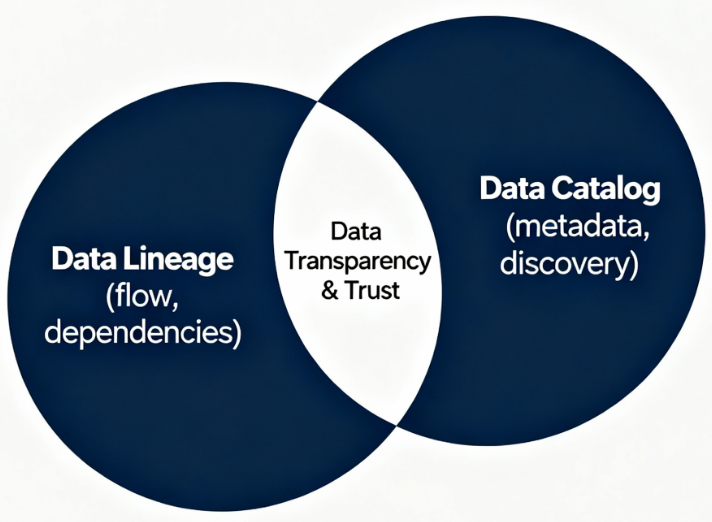 Data Lineage
(flow,
dependencies)
Data
Transparency
& Trust
Data Catalog
(metadata,
discovery)